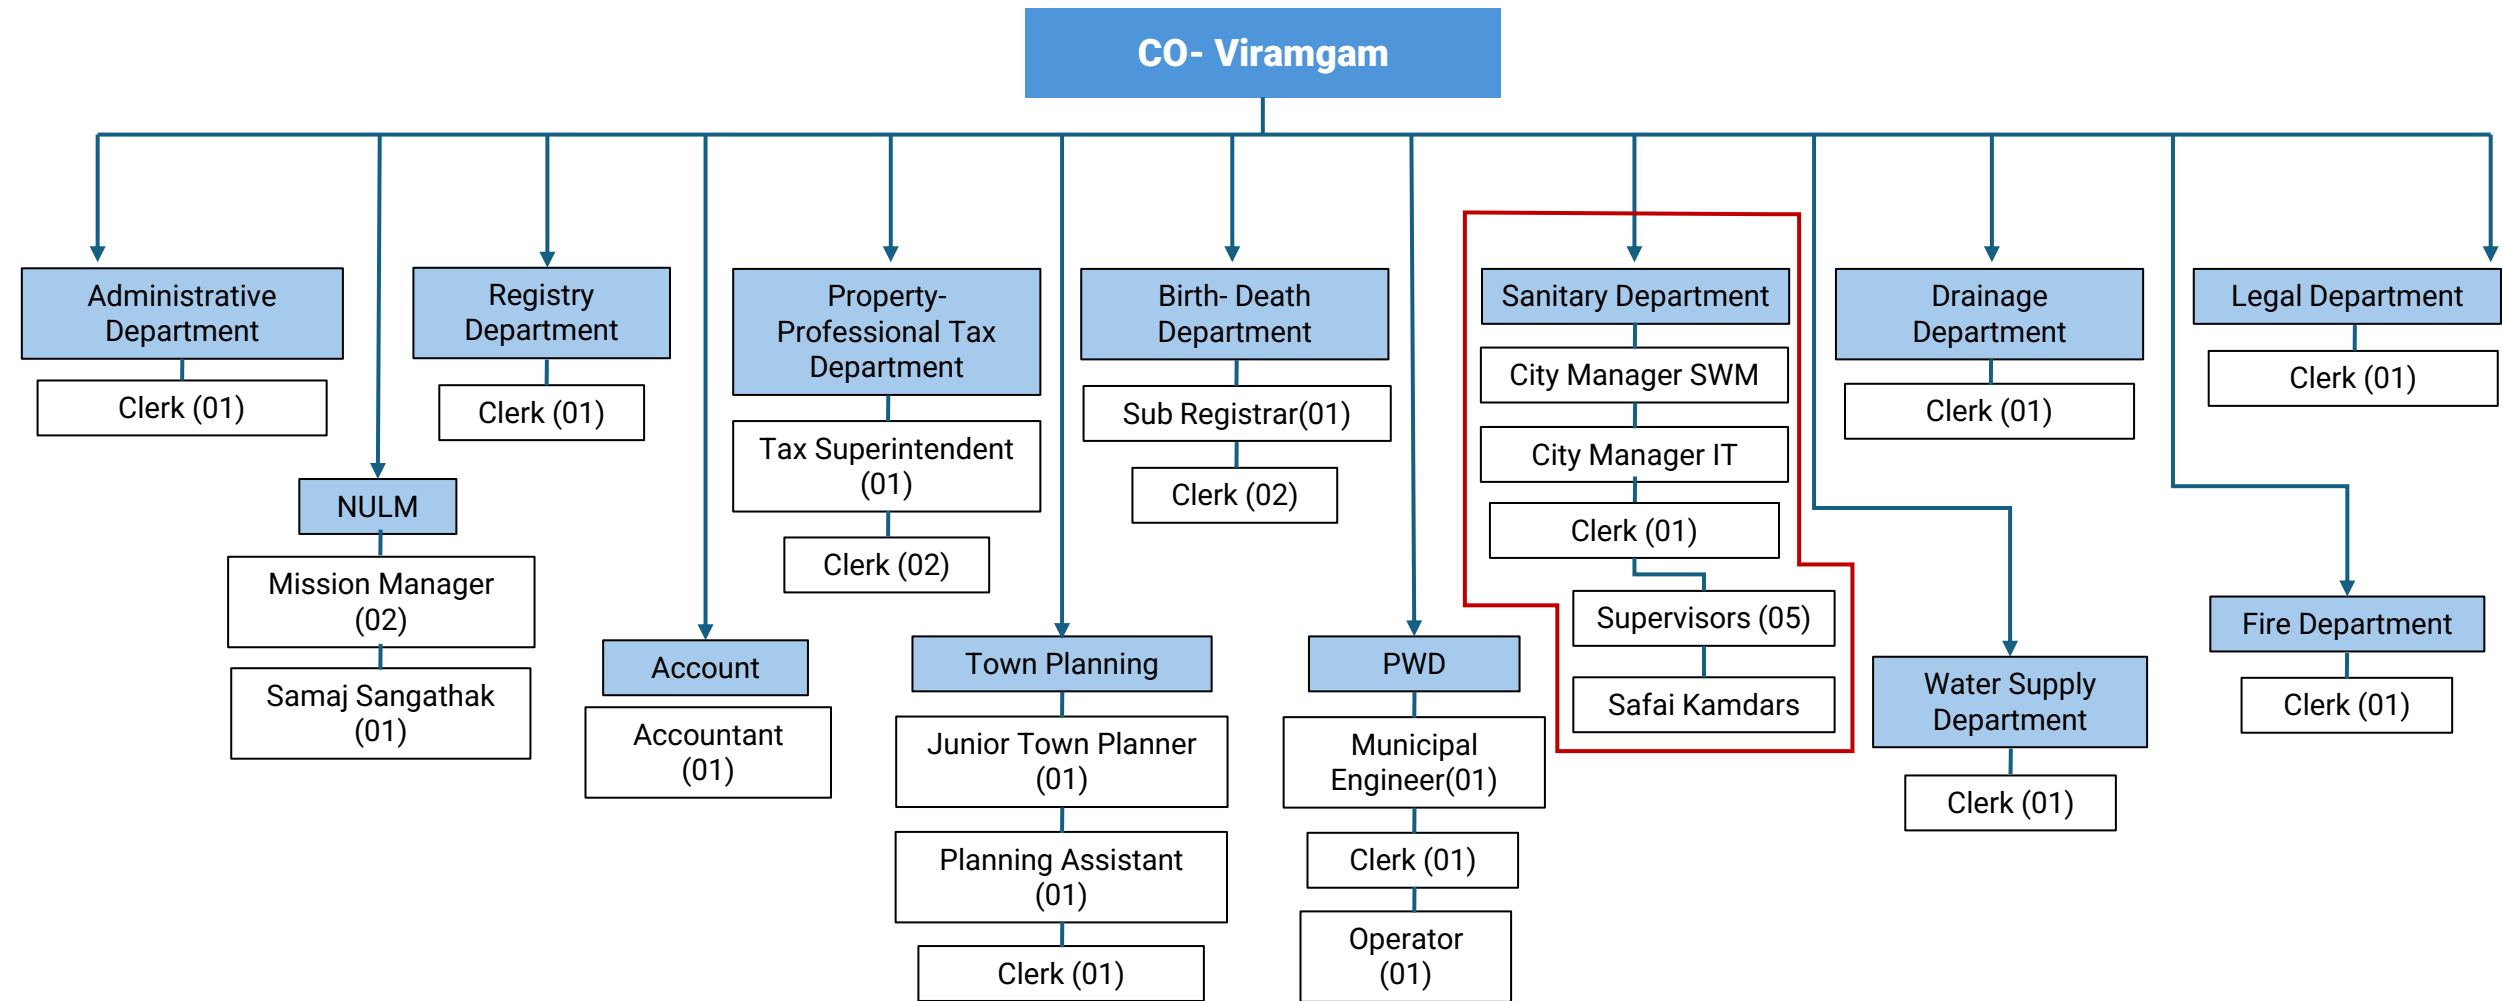 CO- Viramgam
Administrative
Department
Clerk (01)
NULM
Mission Manager
(02)
Samaj Sangathak
(01)
Registry
Department
Clerk (01)
Account
Accountant
(01)
Property-
Professional Tax
Department
Tax Superintendent
(01)
Clerk (02)
Town Planning
Junior Town Planner
(01)
Planning Assistant
(01)
Clerk (01)
Birth- Death
Department
Sub Registrar(01)
Clerk (02)
PWD
Municipal
Engineer(01)
Clerk (01)
Operator
(01)
Sanitary Department
City Manager SWM
City Manager IT
Clerk (01)
Supervisors (05)
Safai Kamdars
Drainage
Department
Clerk (01)
Water Supply
Department
Clerk (01)
Legal Department
Clerk (01)
Fire Department
Clerk (01)